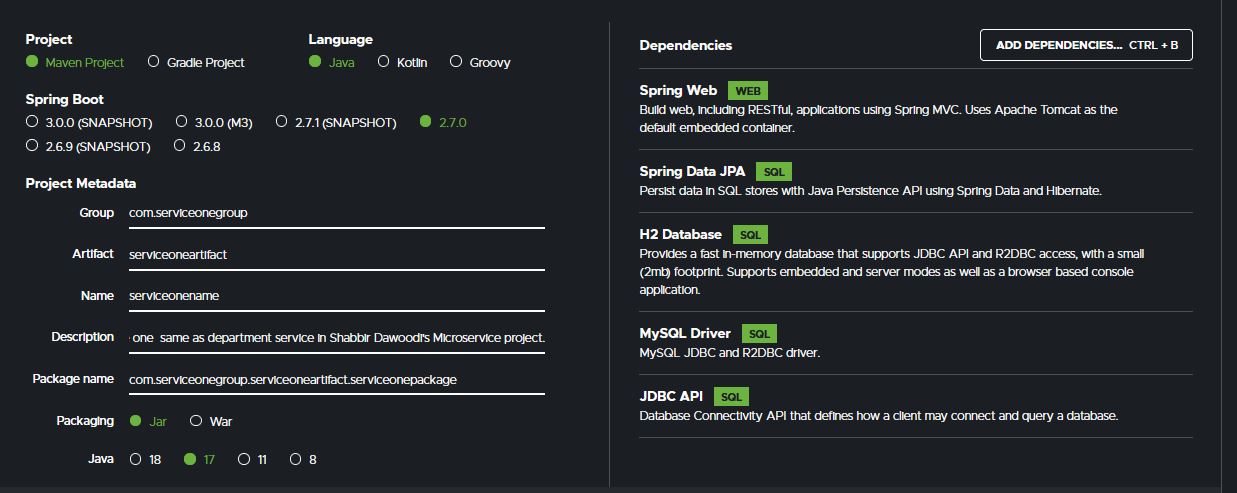 Project
Maven Project Gradle Project
Language
Java Kotlin Groovy
Spring Boot
3.0.0 (SNAPSHOT) 3.0.0 (M3) 2.7.1 (SNAPSHOT) 2.7.0
2.6.9 (SNAPSHOT) 2.6.8
Project Metadata
Group com.serviceonegroup
Artifact serviceoneartifact
Name serviceonename
Description one same as department service in Shabbir Dawoodi's Microservice project.
Package name com.serviceonegroup.serviceoneartifact.serviceonepackage
Packaging Jar War
Java 18 17 11 8
Dependencies
ADD DEPENDENCIES... CTRL + B
Spring Web WEB
Build web, including RESTful, applications using Spring MVC. Uses Apache Tomcat as the
default embedded container.
Spring Data JPA SQL
Persist data in SQL stores with Java Persistence API using Spring Data and Hibernate.
H2 Database SQL
Provides a fast in-memory database that supports JDBC API and R2DBC access, with a small
(2mb) footprint. Supports embedded and server modes as well as a browser based console
application.
MySQL Driver SQL
MySQL JDBC and R2DBC driver.
JDBC API SQL
Database Connectivity API that defines how a client may connect and query a database.